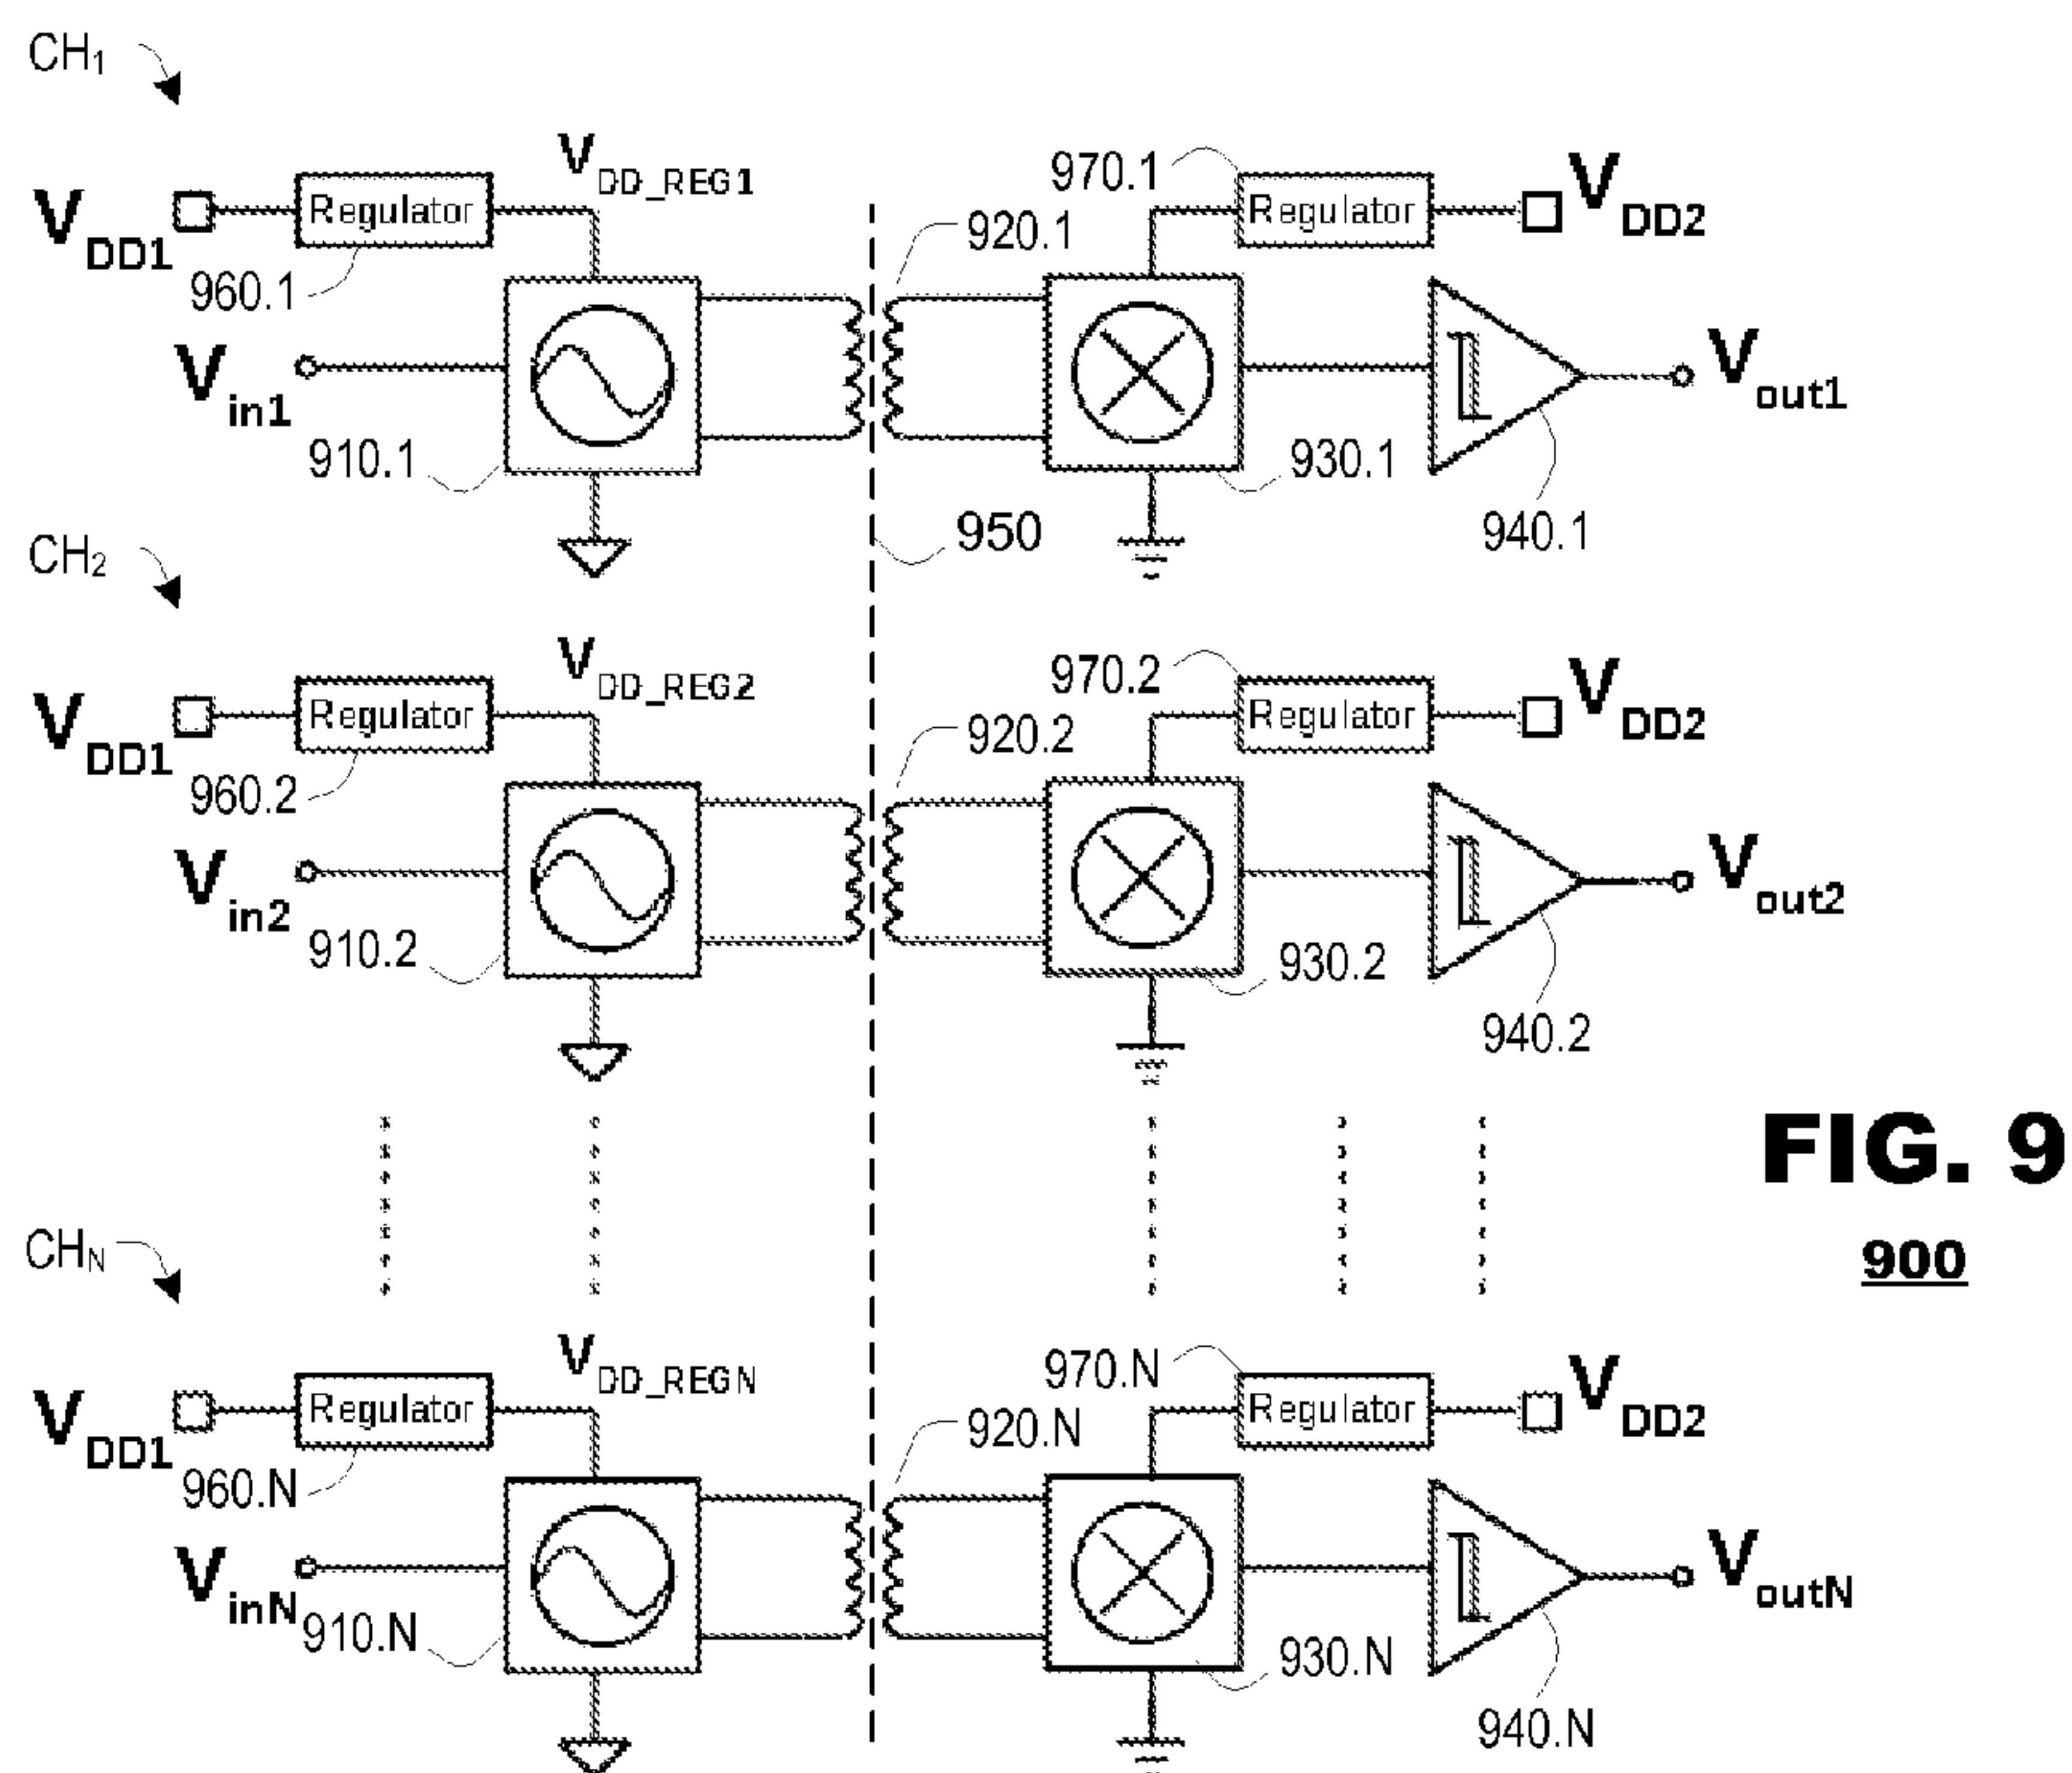 CH1
VDD1
Regulator
VDD_REG1
960.1
Vin1
910.1
920.1
970.1
Regulator
VDD2
930.1
940.1
Vout1
950
CH2
VDD1
Regulator
VDD_REG2
960.2
Vin2
910.2
920.2
970.2
Regulator
VDD2
930.2
940.2
Vout2
FIG. 9
900
CHN
VDD1
Regulator
VDD_REGN
960.N
VinN
910.N
920.N
970.N
Regulator
VDD2
930.N
940.N
VoutN